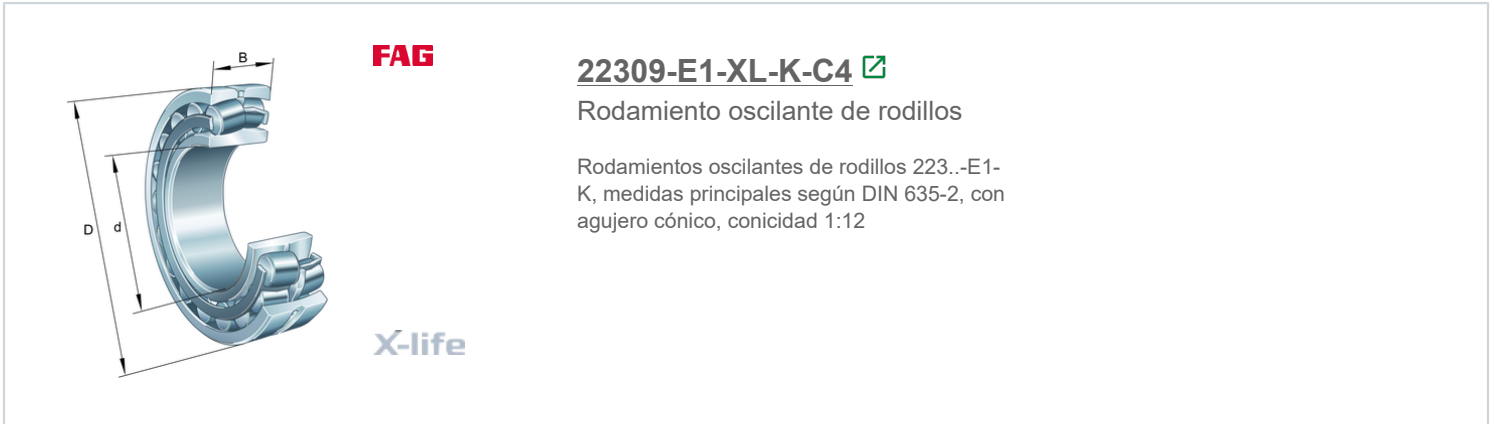 B
D
d
FAG
X-life
22309-E1-XL-K-C4
Rodamiento oscilante de rodillos
Rodamientos oscilantes de rodillos 223..-E1-
K, medidas principales según DIN 635-2, con
agujero cónico, conicidad 1:12